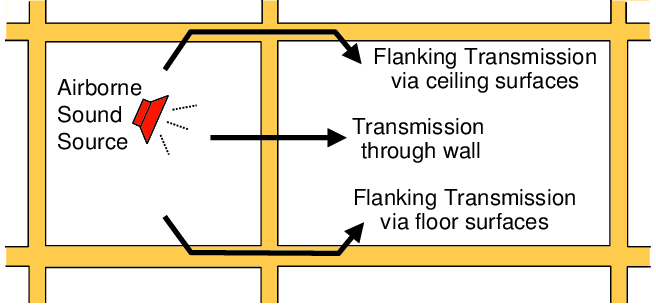 Airborne
Sound
Source
Flanking Transmission
via ceiling surfaces
Transmission
through wall
Flanking Transmission
via floor surfaces